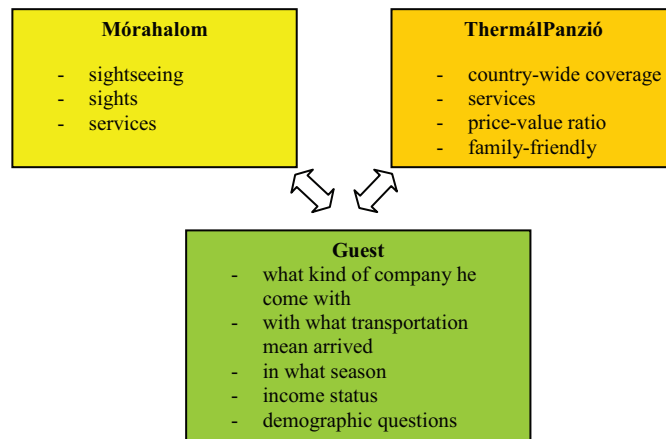 Mórahalom
- sightseeing
- sights
- services
ThermálPanzió
- country-wide coverage
- services
- price-value ratio
- family-friendly
Guest
- what kind of company he
come with
- with what transportation
mean arrived
- in what season
- income status
- demographic questions